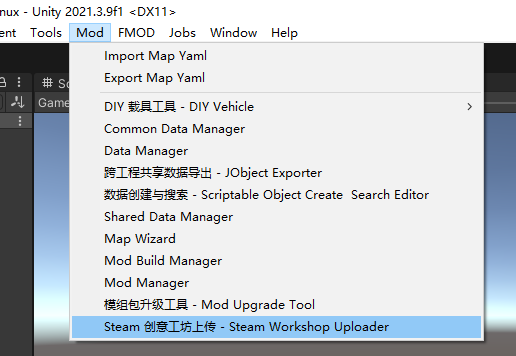 nux - Unity 2021.3.9f1 <DX11>
ent Tools Mod FMOD Jobs Window Help
Import Map Yaml
Export Map Yaml
DIY 载具工具 - DIY Vehicle
Common Data Manager
Data Manager
跨工程共享数据导出 - JObject Exporter
数据创建与搜索 - Scriptable Object Create  Search Editor
Shared Data Manager
Map Wizard
Mod Build Manager
Mod Manager
模组包升级工具 - Mod Upgrade Tool
Steam 创意工坊上传 - Steam Workshop Uploader
Sc
Game